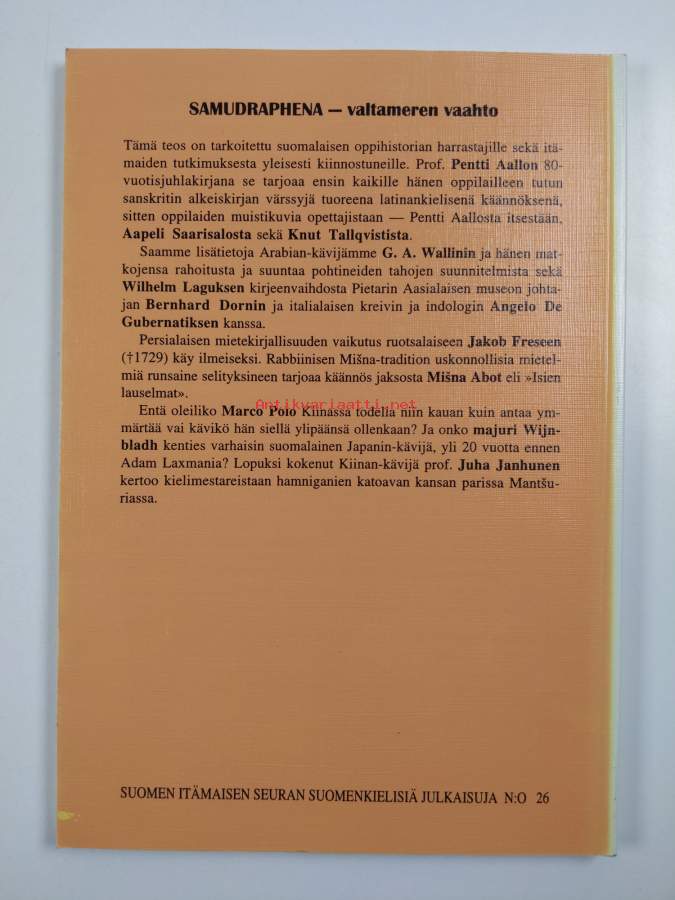 SAMUDRAPHENA — valtameren vaahto
Tämä teos on tarkoitettu suomalaisen oppihistorian harrastajille sekä itä-
maiden tutkimuksesta yleisesti kiinnostuneille. Prof. Pentti Aallon 80-
vuotisjuhlakirjana se tarjoaa ensin kaikille hänen oppilailleen tutun
sanskritin alkeiskirjan värssyjä tuoreena latinankielisenä käännöksenä,
sitten oppilaiden muistikuvia opettajistaan — Pentti Aallosta itsestään,
Aapeli Saarisalosta sekä Knut Tallqvistista.
Saamme lisätietoja Arabian-kävijämme G. A. Wallinin ja hänen mat-
kojensa rahoitusta ja suuntaa pohtineiden tahojen suunnitelmista sekä
Wilhelm Laguksen kirjeenvaihdosta Pietarin Aasialaisen museon johta-
jan Bernhard Dornin ja italialaisen kreivin ja indologin Angelo De
Gubernatiksen kanssa.
Persialaisen mietekirjallisuuden vaikutus ruotsalaiseen Jakob Freseen
(†1729) käy ilmeiseksi. Rabbiinisen Mišna-tradition uskonnollisia mietel-
miä runsaine selityksineen tarjoaa käännös jaksosta Mišna Abot eli »Isien
lauselmat».
Antikvariaatti.net
Entä oleiliko Marco Polo Kiinassa todella niin kauan kuin antaa ym-
märtää vai kävikö hän siellä ylipäänsä ollenkaan? Ja onko majuri Wijn-
bladh kenties varhaisin suomalainen Japanin-kävijä, yli 20 vuotta ennen
Adam Laxmania? Lopuksi kokenut Kiinan-kävijä prof. Juha Janhunen
kertoo kielimestareistaan hamniganien katoavan kansan parissa Mantšu-
riassa.
SUOMEN ITÄMAISEN SEURAN SUOMENKIELISIÄ JULKAISUJA N:O 26